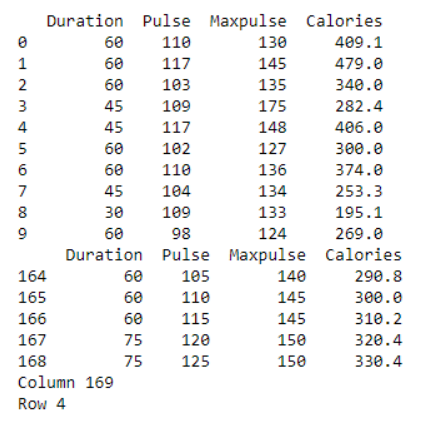 Duration Pulse Maxpulse Calories
0 60 110 130 409.1
1 60 117 145 479.0
2 60 103 135 340.0
3 45 109 175 282.4
4 45 117 148 406.0
5 60 102 127 300.0
6 60 110 136 374.0
7 45 104 134 253.3
8 30 109 133 195.1
9 60 98 124 269.0
Duration Pulse Maxpulse Calories
164 60 105 140 290.8
165 60 110 145 300.0
166 60 115 145 310.2
167 75 120 150 320.4
168 75 125 150 330.4
Column 169
Row 4